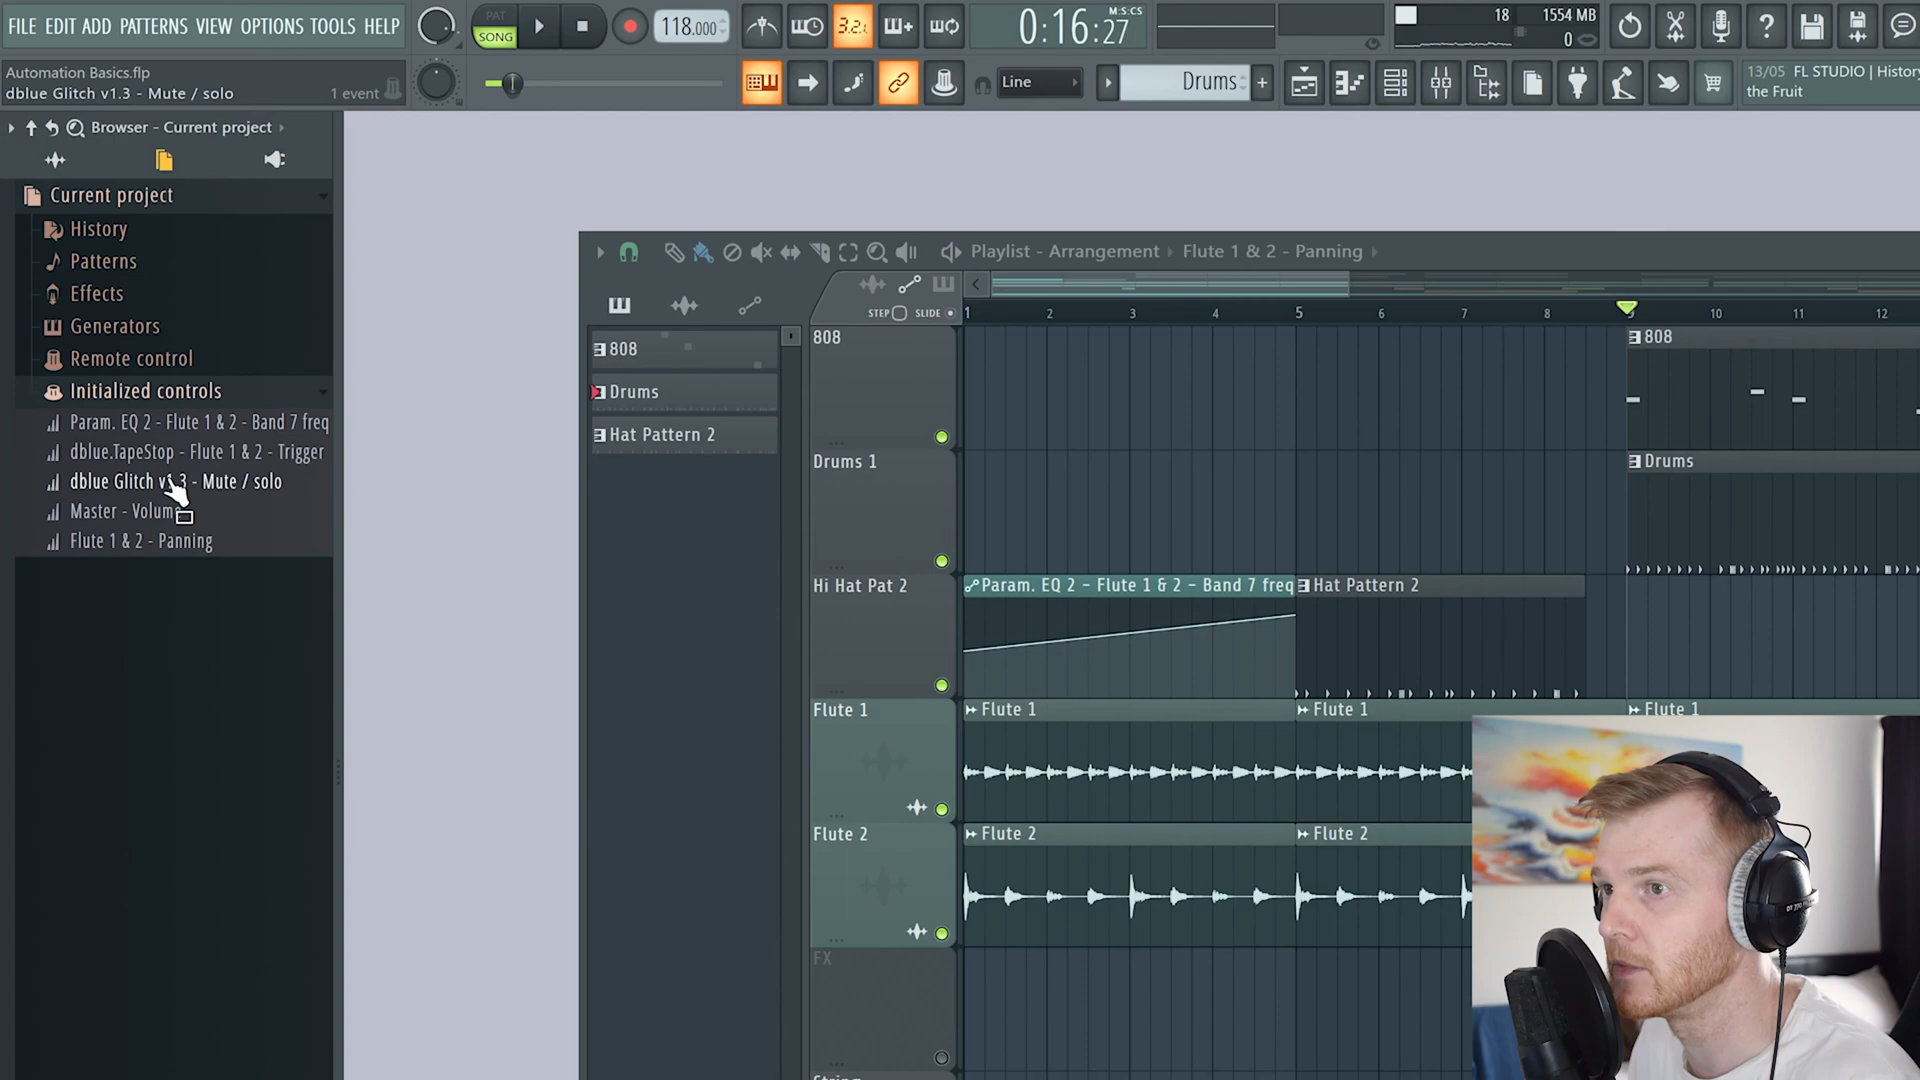 FILE EDIT ADD PATTERNS VIEW OPTIONS TOOLS HELP
PAT
SONG
118.000
3.2.1
0:16:27
M:S:CS
18
1554 MB
0
Automation Basics.flp
dblue Glitch v1.3 - Mute / solo
1 event
Line
Drums
13/05 FL STUDIO | History
the Fruit
Browser - Current project
Current project
History
Patterns
Effects
Generators
Remote control
Initialized controls
Param. EQ 2 - Flute 1 & 2 - Band 7 freq
dblue.TapeStop - Flute 1 & 2 - Trigger
dblue Glitch v1.3 - Mute / solo
Master - Volume
Flute 1 & 2 - Panning
Playlist - Arrangement
Flute 1 & 2 - Panning
STEP
SLIDE
1 2 3 4 5 6 7 8 9 10 11 12
808
Drums
Hat Pattern 2
808
808
Drums 1
Drums
Hi Hat Pat 2
Param. EQ 2 - Flute 1 & 2 - Band 7 freq
Hat Pattern 2
Flute 1
Flute 1
Flute 1
Flute 1
Flute 2
Flute 2
Flute 2
FX